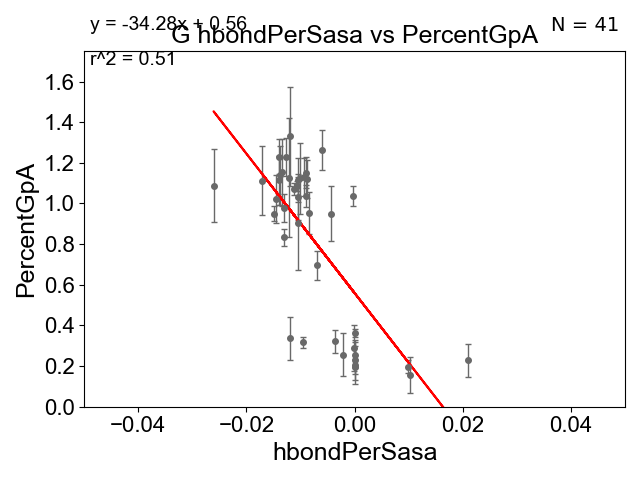 y = -34.28x + 0.56
G hbondPerSasa vs PercentGpA
N = 41
r^2 = 0.51
PercentGpA
1.6
1.4
1.2
1.0
0.8
0.6
0.4
0.2
0.0
−0.04 −0.02 0.00 0.02 0.04
hbondPerSasa